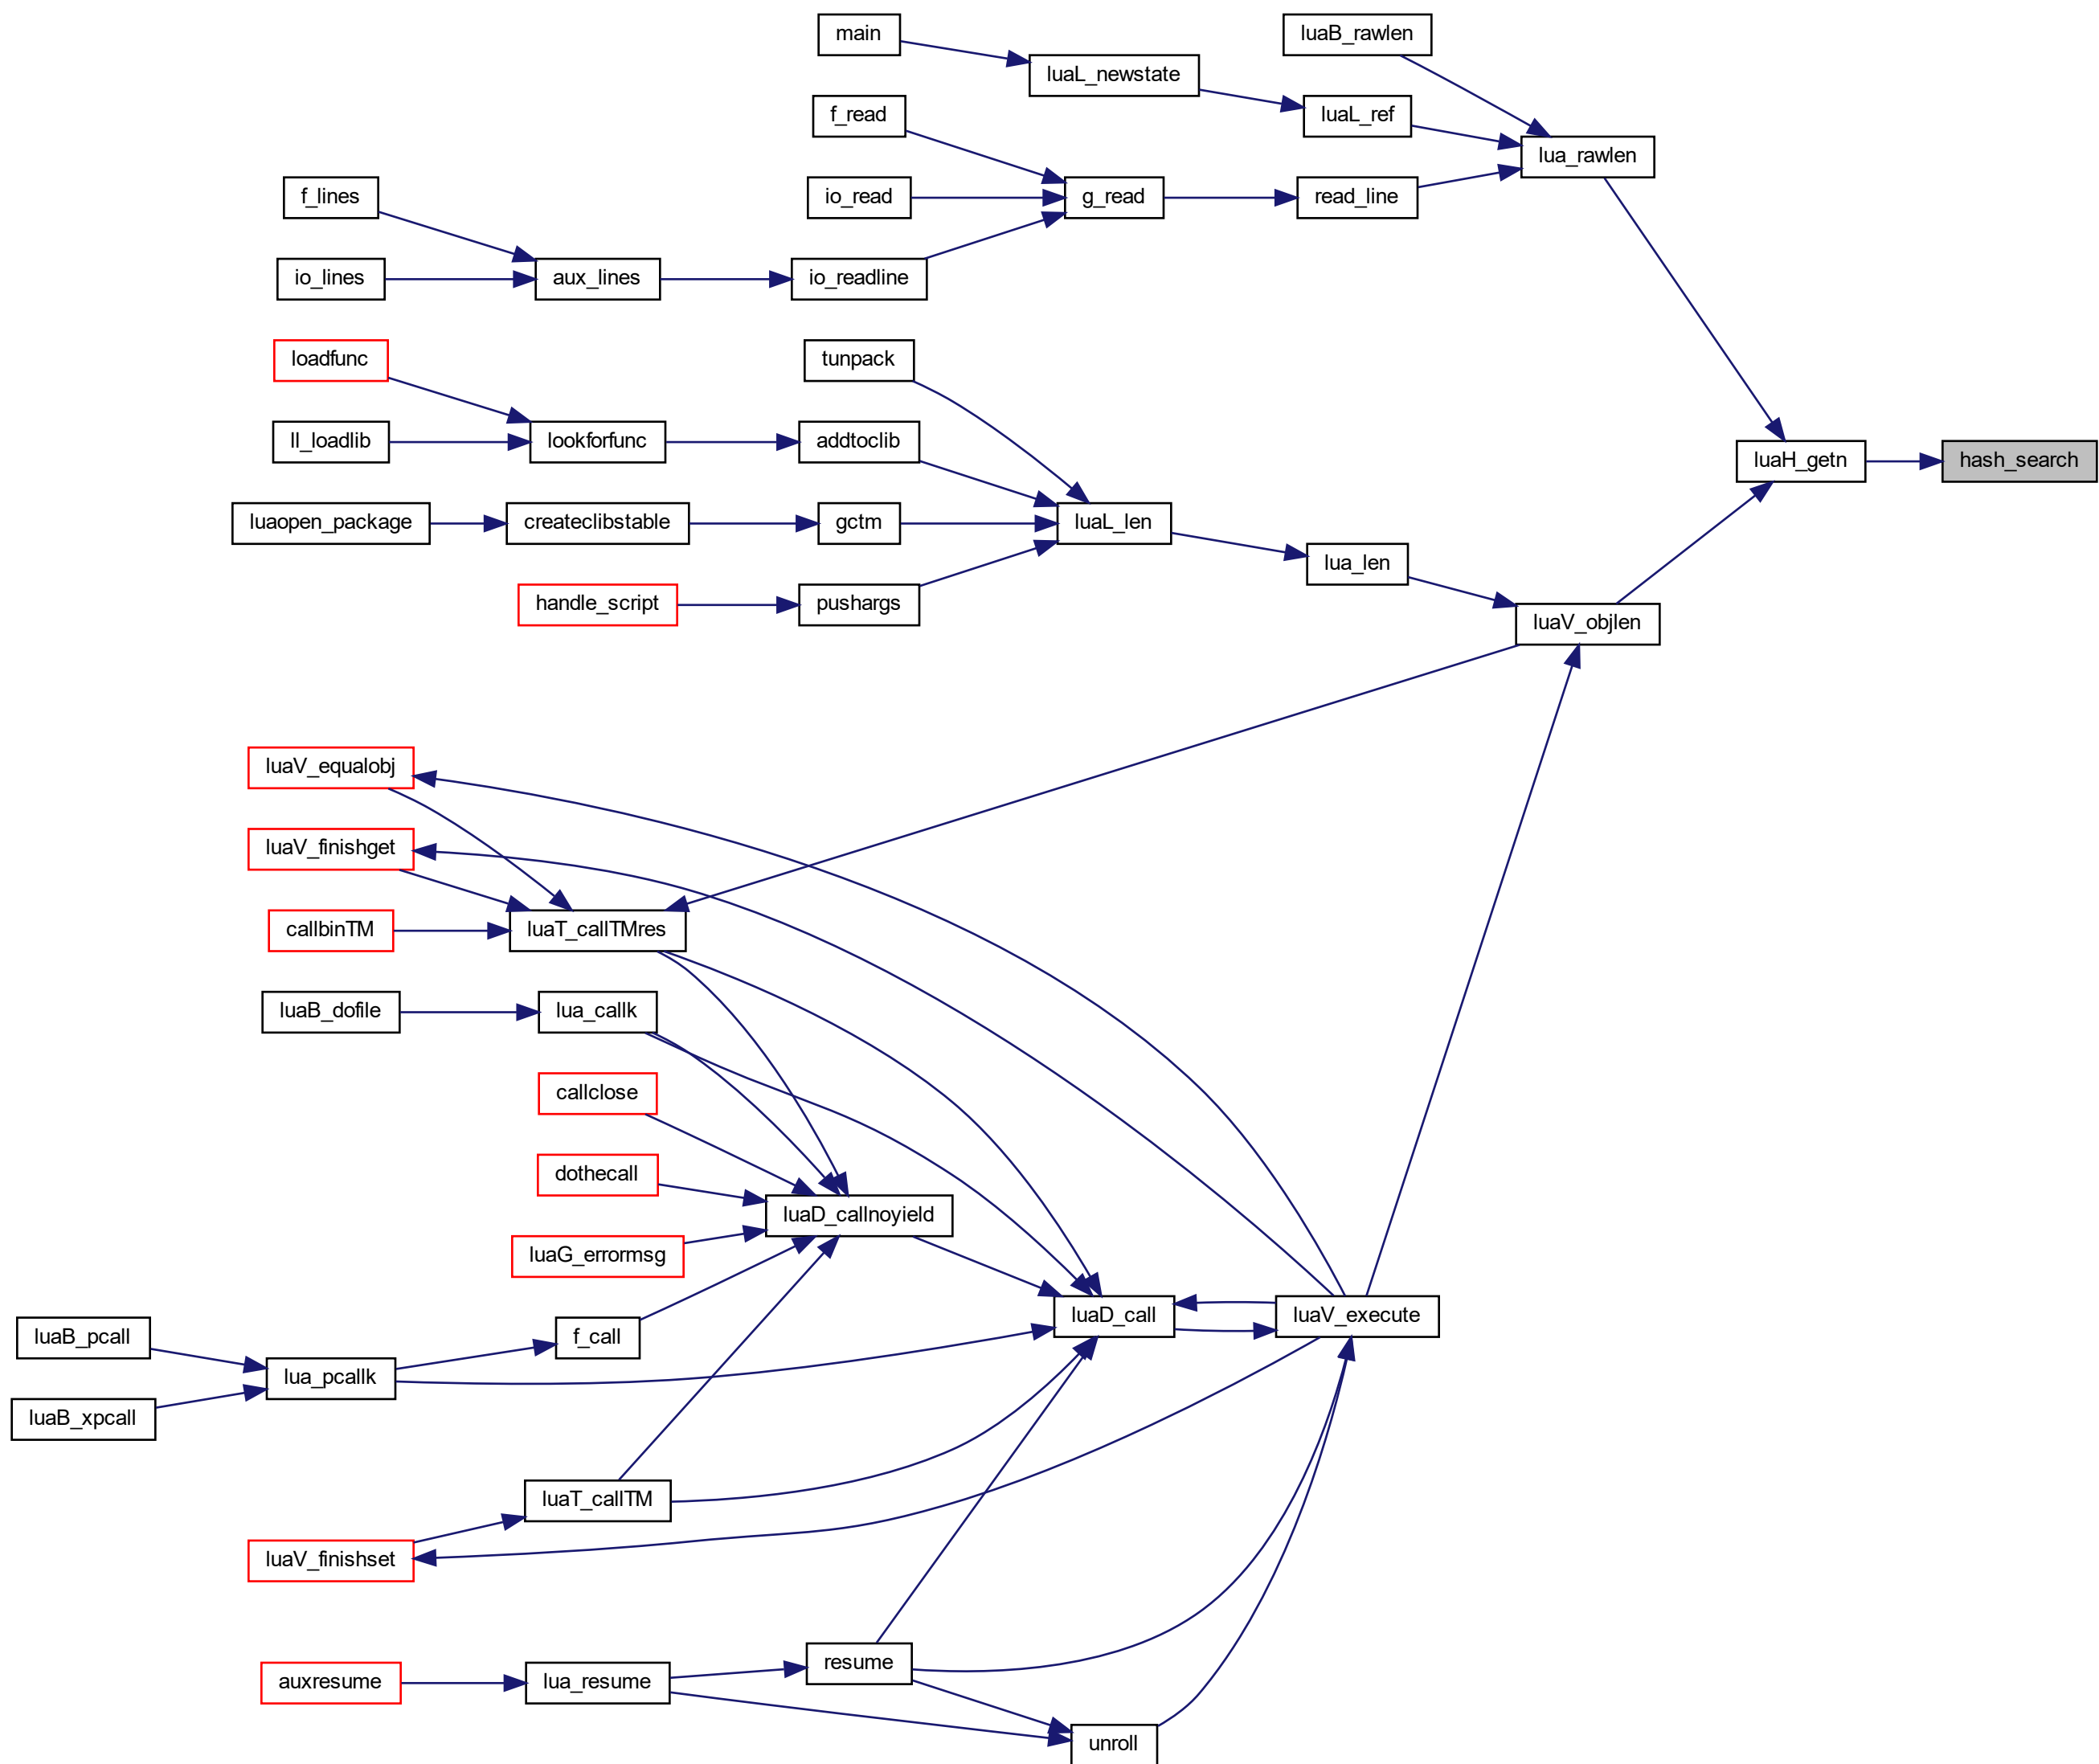 main
luaB_rawlen
luaL_newstate
f_read
luaL_ref
lua_rawlen
f_lines
io_read
g_read
read_line
io_lines
aux_lines
io_readline
loadfunc
tunpack
ll_loadlib
lookforfunc
addtoclib
luaH_getn
hash_search
luaopen_package
createclibstable
gctm
luaL_len
lua_len
handle_script
pushargs
luaV_objlen
luaV_equalobj
luaV_finishget
callbinTM
luaT_callTMres
luaB_dofile
lua_callk
callclose
dothecall
luaD_callnoyield
luaG_errormsg
luaD_call
luaV_execute
luaB_pcall
f_call
lua_pcallk
luaB_xpcall
luaT_callTM
luaV_finishset
resume
auxresume
lua_resume
unroll